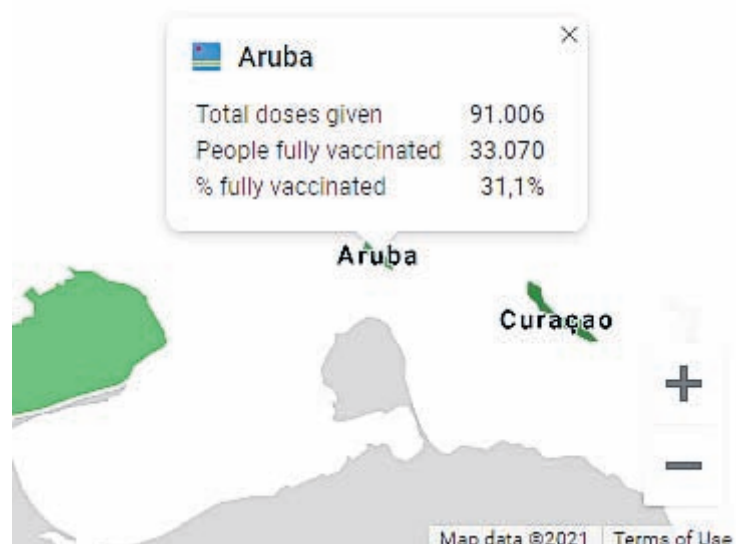 Aruba
Total doses given 91.006
People fully vaccinated 33.070
% fully vaccinated 31,1%
Aruba
Curaçao
Map data ©2021 Terms of Use